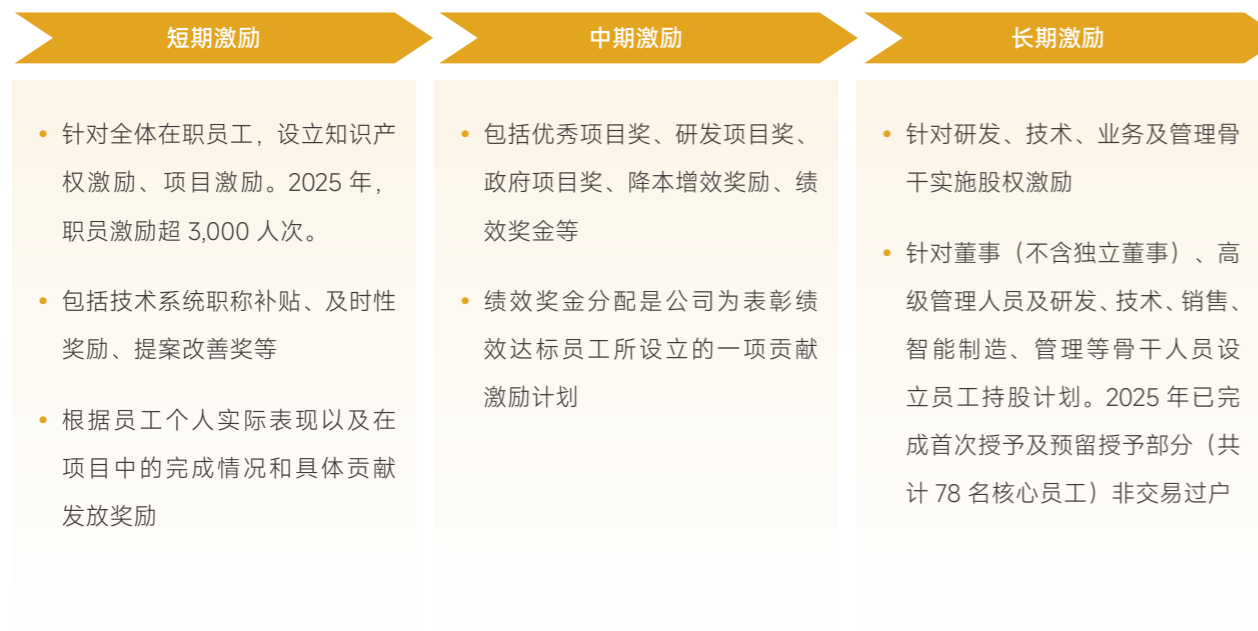 短期激励
针对全体在职员工，设立知识产
权激励、项目激励。2025 年，
职员激励超 3,000 人次。
包括技术系统职称补贴、及时性
奖励、提案改善奖等
根据员工个人实际表现以及在
项目中的完成情况和具体贡献
发放奖励
中期激励
包括优秀项目奖、研发项目奖、
政府项目奖、降本增效奖励、绩
效奖金等
绩效奖金分配是公司为表彰绩
效达标员工所设立的一项贡献
激励计划
长期激励
针对研发、技术、业务及管理骨
干实施股权激励
针对董事（不含独立董事）、高
级管理人员及研发、技术、销售、
智能制造、管理等骨干人员设
立员工持股计划。2025 年已完
成首次授予及预留授予部分（共
计 78 名核心员工）非交易过户